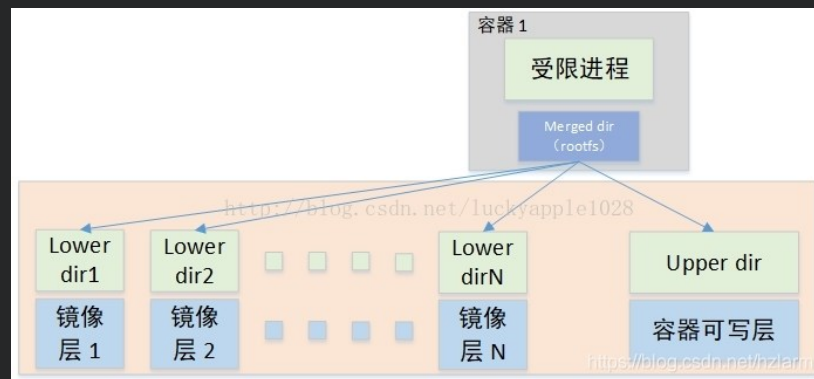 容器 1
受限进程
Merged dir
（rootfs）
http://blog.csdn.net/luckyapple1028
Lower
dir1
Lower
dir2
Lower
dirN
Upper dir
镜像
层 1
镜像
层 2
镜像
层 N
容器可写层
https://blog.csdn.net/hzlarm